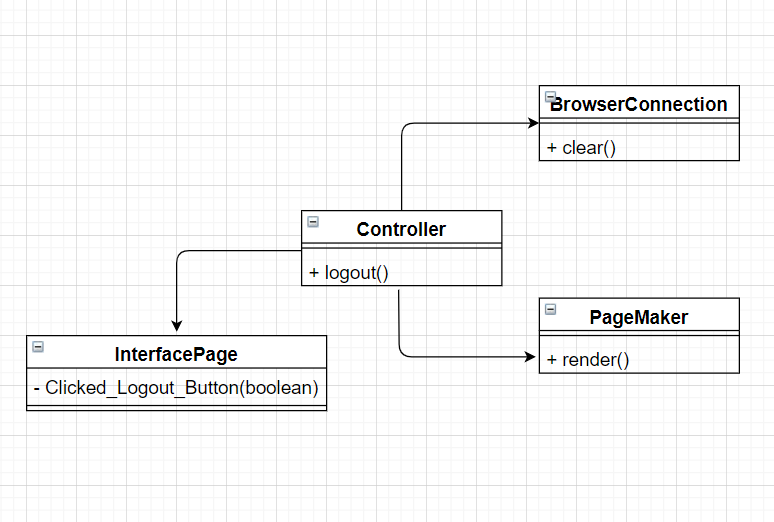 BrowserConnection
+ clear()
Controller
+ logout()
InterfacePage
- Clicked_Logout_Button(boolean)
PageMaker
+ render()